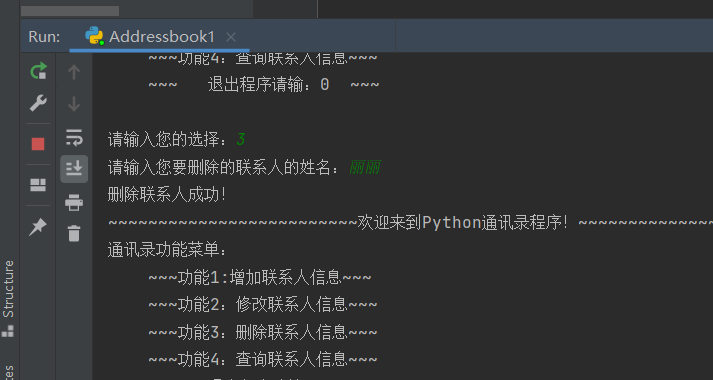 Run: Addressbook1
~~~功能4：查询联系人信息~~~
~~~ 退出程序请输：0 ~~~
请输入您的选择：3
请输入您要删除的联系人的姓名：丽丽
删除联系人成功！
~~~~~~~~~~~~~~~~~~~~~~~~~欢迎来到Python通讯录程序！~~~~~~~~~~~~~~
通讯录功能菜单：
~~~功能1:增加联系人信息~~~
~~~功能2：修改联系人信息~~~
~~~功能3：删除联系人信息~~~
~~~功能4：查询联系人信息~~~
Structure